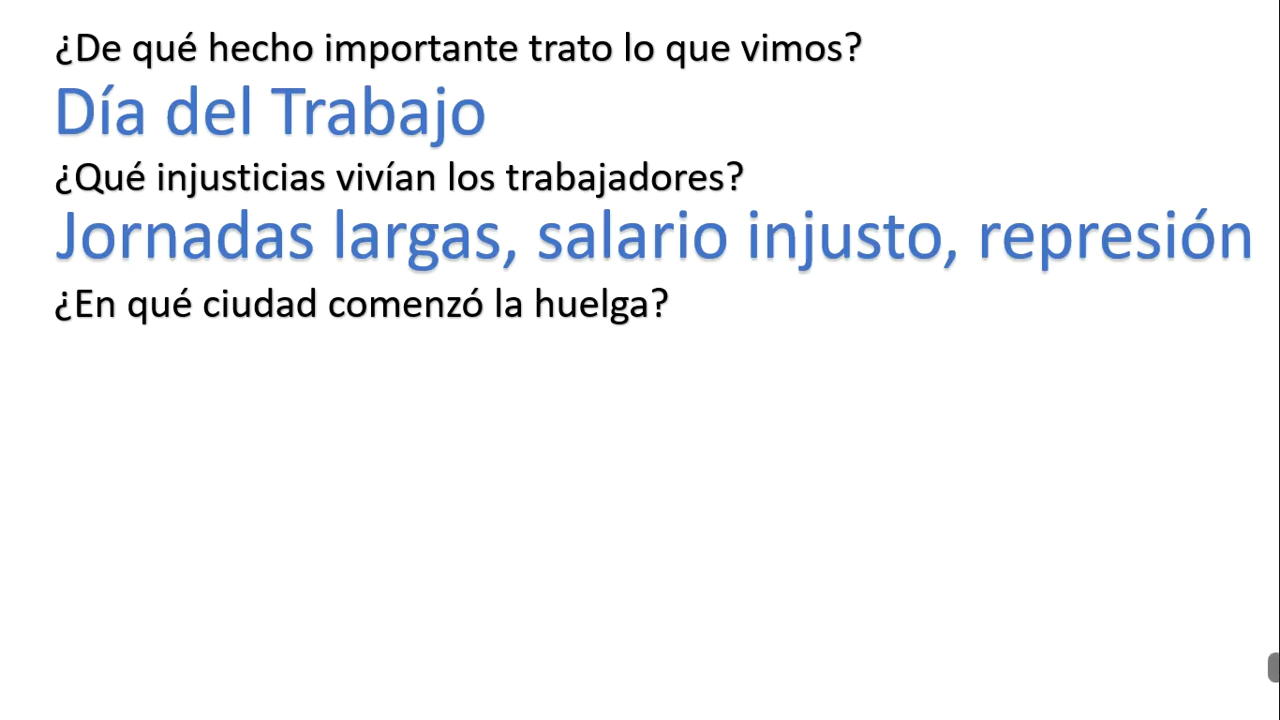 ¿De qué hecho importante trato lo que vimos?
Día del Trabajo
¿Qué injusticias vivían los trabajadores?
Jornadas largas, salario injusto, represión
¿En qué ciudad comenzó la huelga?